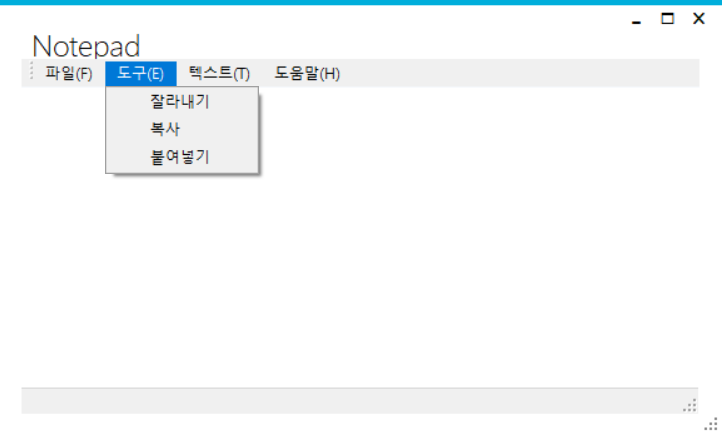 Notepad
파일(F) 도구(E) 텍스트(T) 도움말(H)
잘라내기
복사
붙여넣기